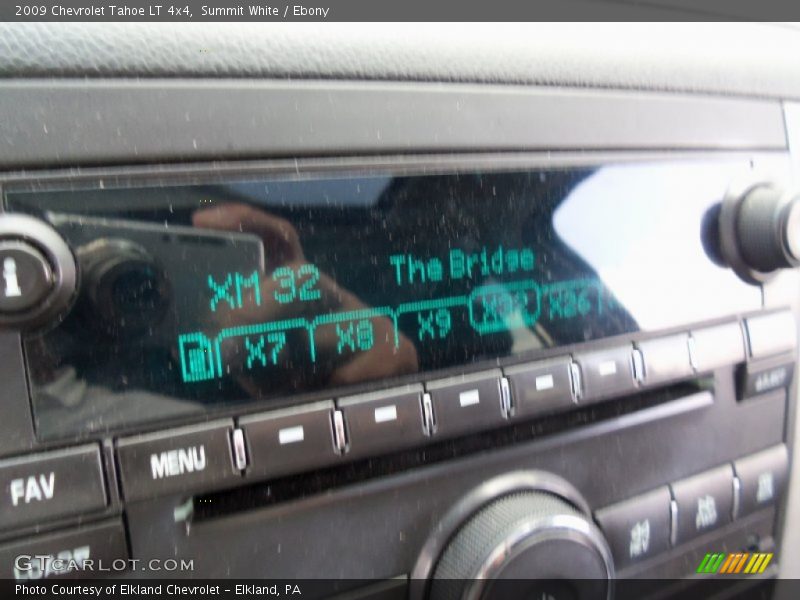 2009 Chevrolet Tahoe LT 4x4, Summit White / Ebony
XM 32 The Bridge
X7 X8 X9
i
FAV MENU
GTcarlot.com
Photo Courtesy of Elkland Chevrolet - Elkland, PA